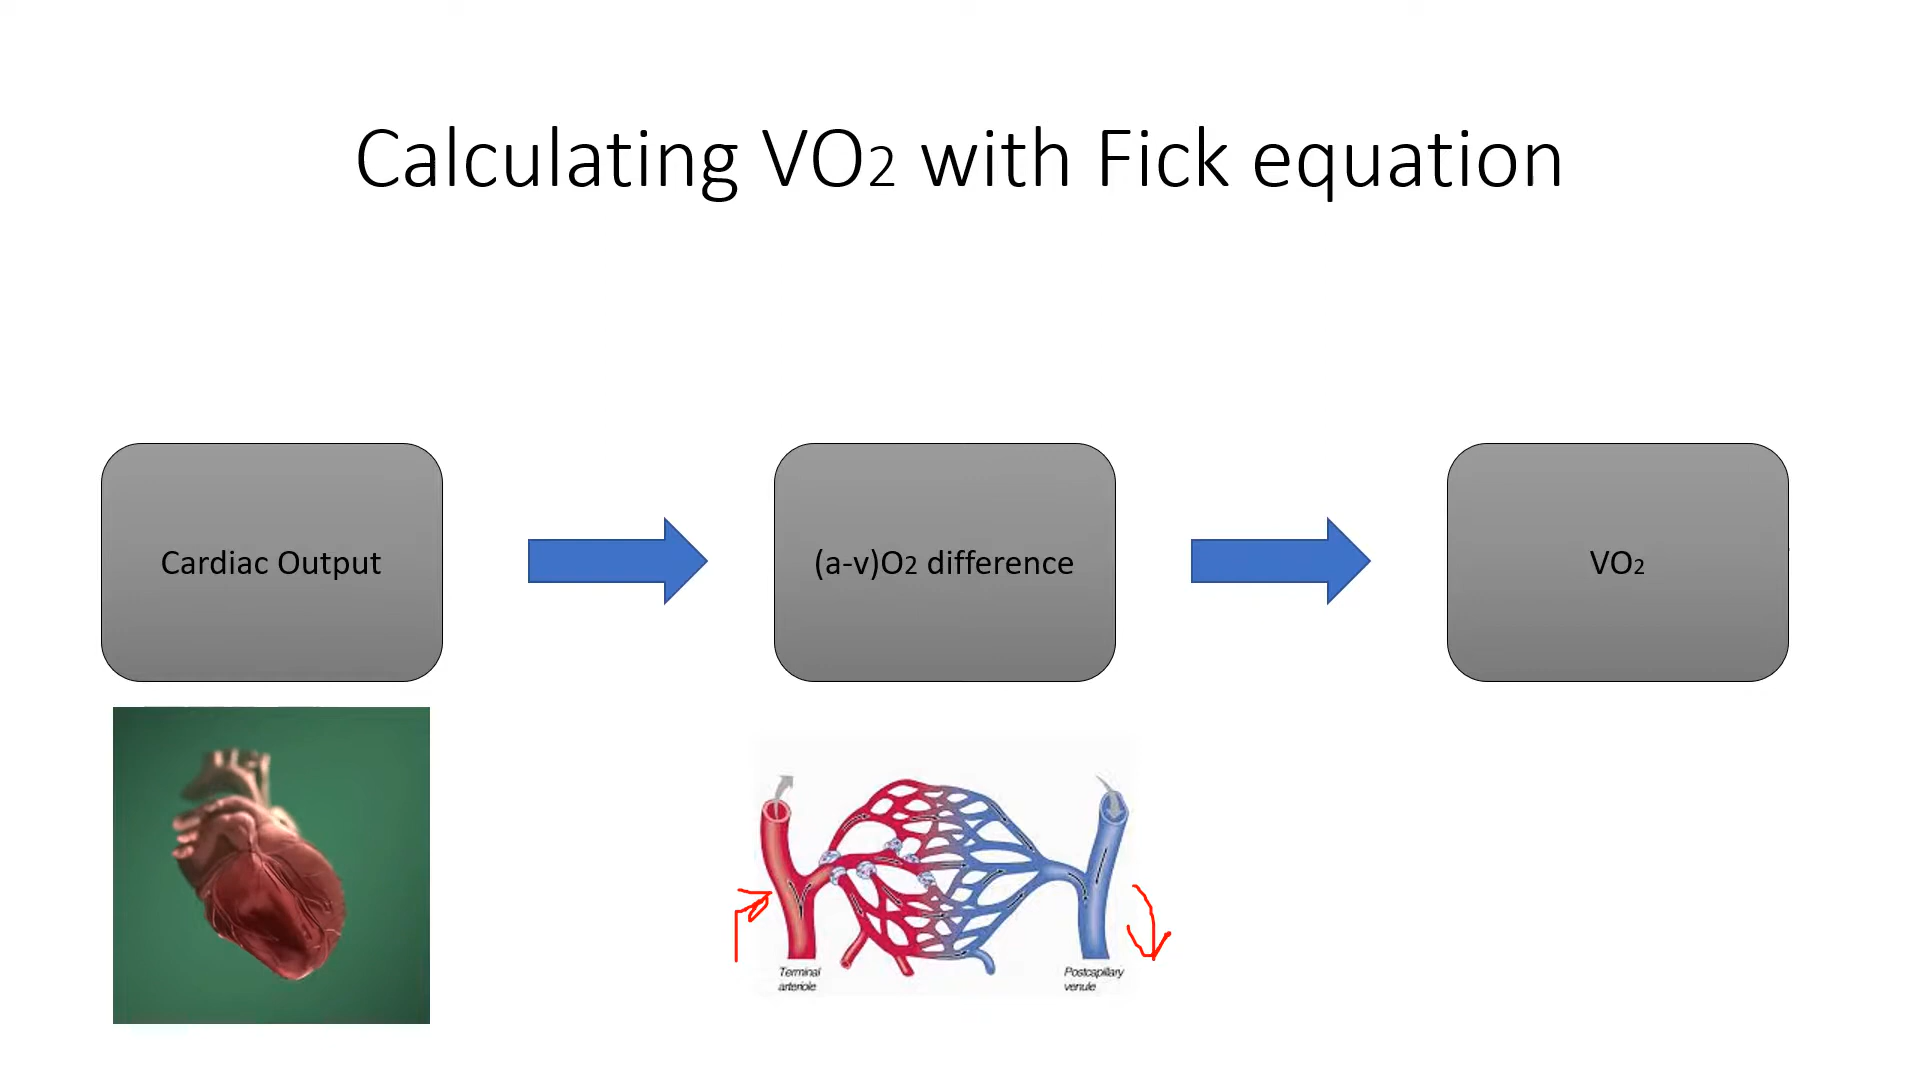 Calculating VO2 with Fick equation
Cardiac Output
(a-v)O2 difference
VO2
Terminal
arteriole
Postcapillary
venule